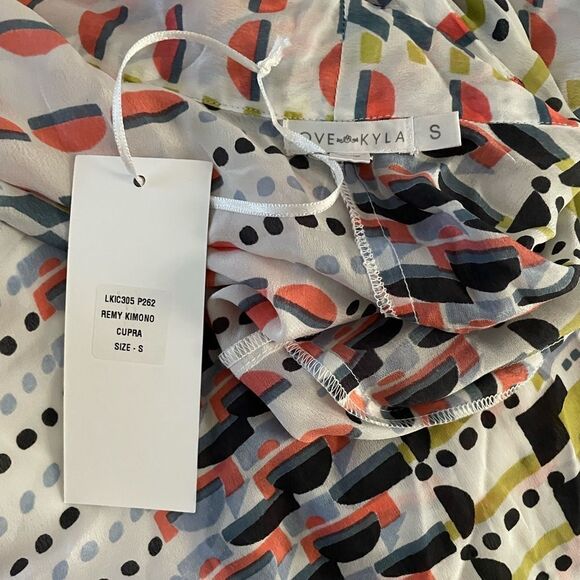 OVE KYLA S
LKIC305 P262
REMY KIMONO
CUPRA
SIZE - S